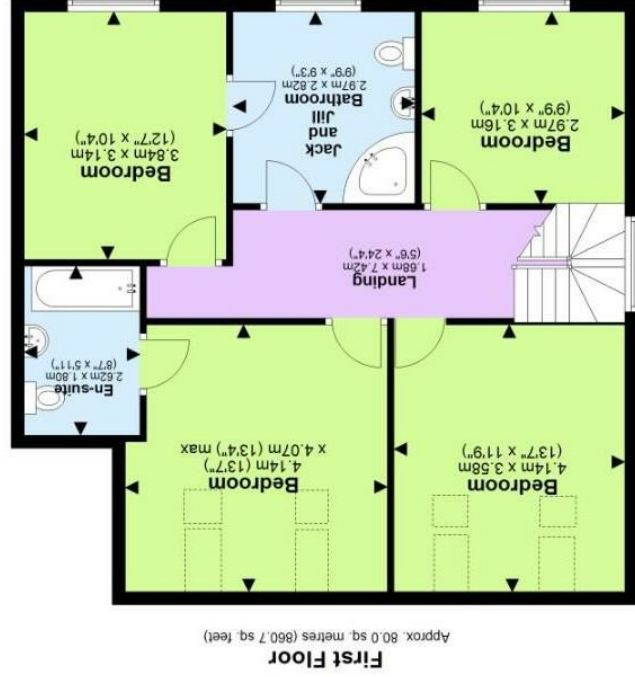 First Floor
Approx. 80.0 sq. metres (860.7 sq. feet)
Bedroom
4.14m x 3.58m
(13'7" x 11'9")
Bedroom
4.14m (13'7")
x 4.07m (13'4") max
En-suite
2.62m x 1.80m
(8'7" x 5'11")
Landing
1.68m x 7.42m
(5'6" x 24'4")
Bedroom
2.97m x 3.16m
(9'9" x 10'4")
Jack
and
Jill
Bathroom
2.97m x 2.82m
(9'9" x 9'3")
Bedroom
3.84m x 3.14m
(12'7" x 10'4")